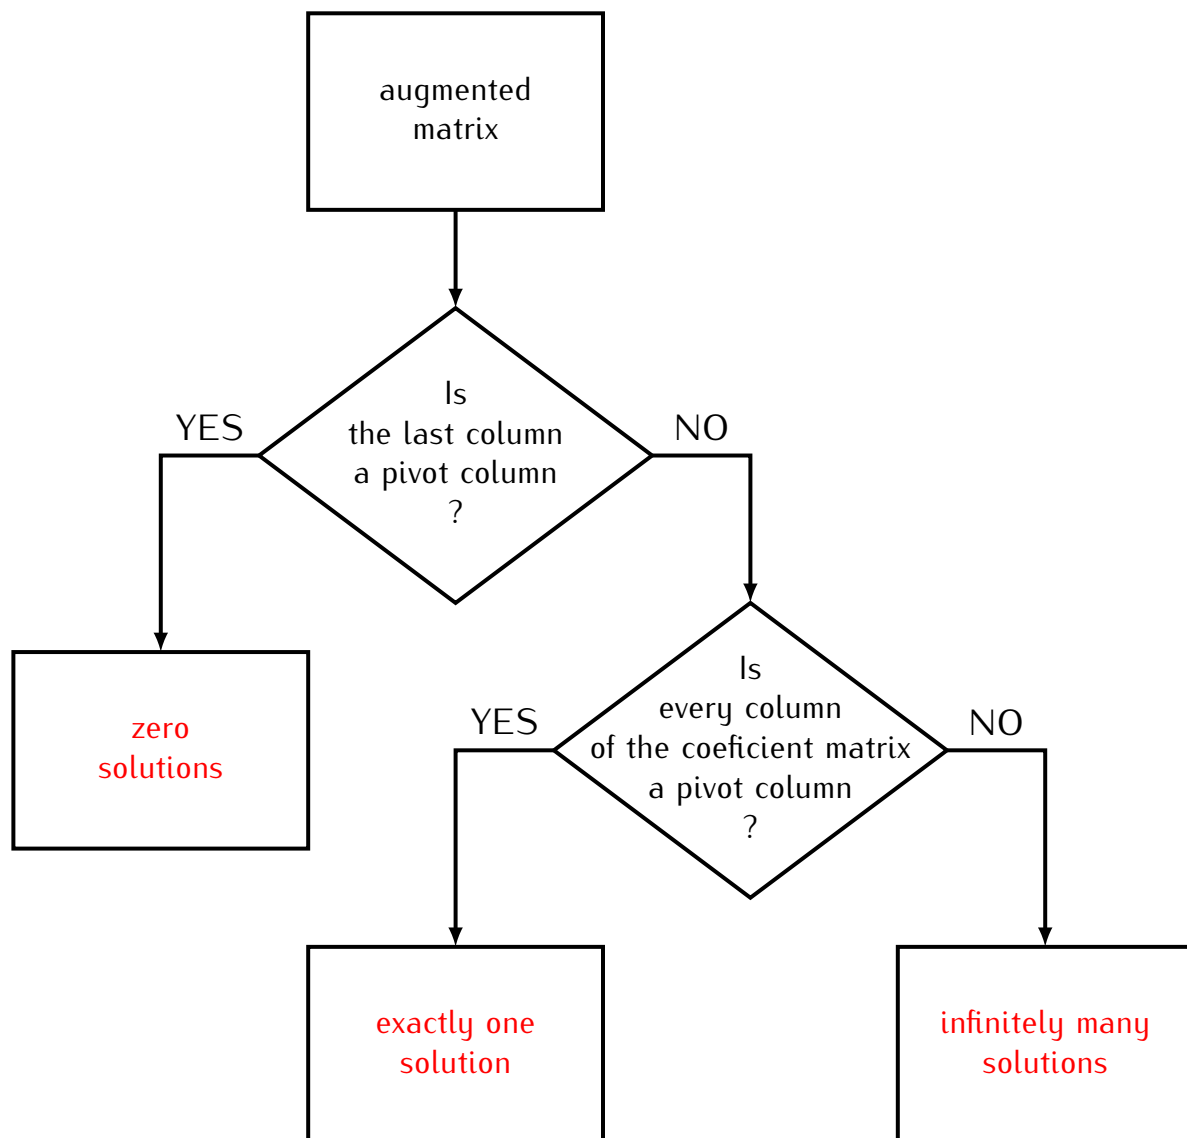 augmented
matrix
Is
the last column
a pivot column
?
YES
NO
zero
solutions
Is
every column
of the coeficient matrix
a pivot column
?
YES
NO
exactly one
solution
infinitely many
solutions